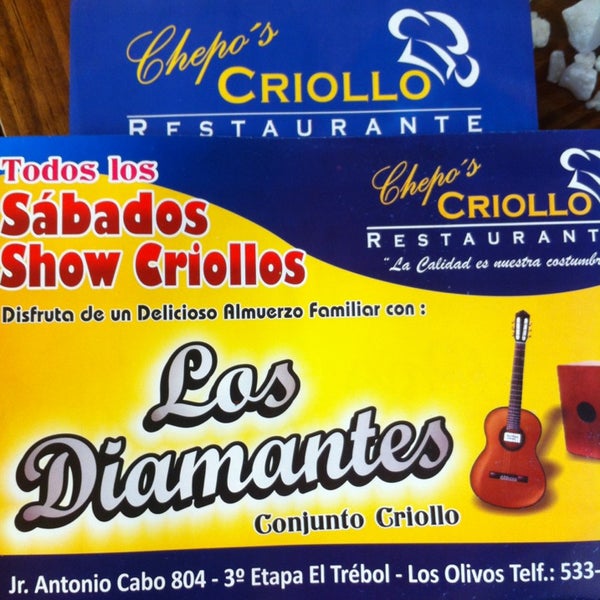 Chepo´s
CRIOLLO
RESTAURANTE
Todos los
Sábados
Show Criollos
Chepo´s
CRIOLLO
RESTAURANT
"La Calidad es nuestra costumbr
Disfruta de un Delicioso Almuerzo Familiar con :
Los
Diamantes
Conjunto Criollo
Jr. Antonio Cabo 804 - 3º Etapa El Trébol - Los Olivos Telf.: 533-